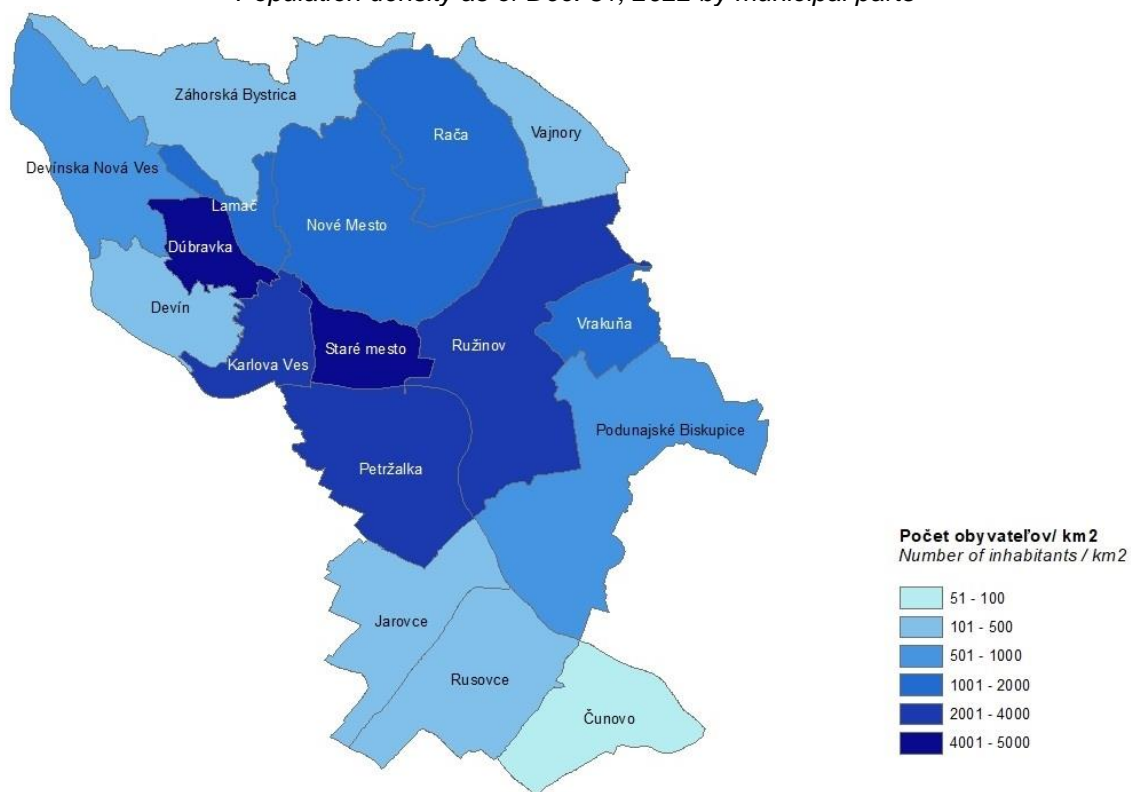 Population density as of Dec. 31, 2022 by municipal parts
Záhorská Bystrica
Rača
Vajnory
Devínska Nová Ves
Lamač
Nové Mesto
Dúbravka
Devín
Karlova Ves
Staré mesto
Ružinov
Vrakuňa
Podunajské Biskupice
Petržalka
Jarovce
Rusovce
Čunovo
Počet obyvateľov/ km2
Number of inhabitants / km2
51 - 100
101 - 500
501 - 1000
1001 - 2000
2001 - 4000
4001 - 5000